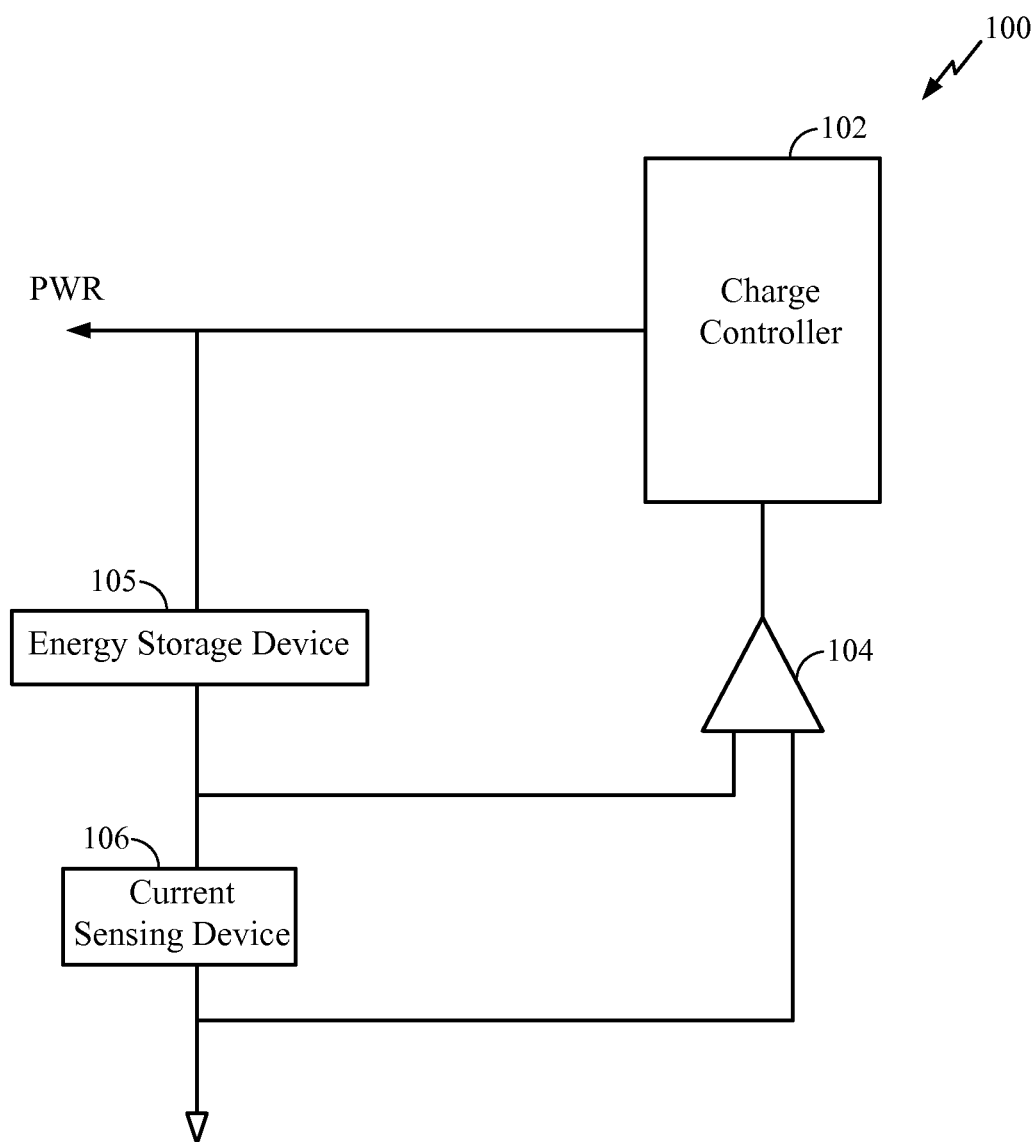 100
102
PWR
Charge
Controller
105
Energy Storage Device
104
106
Current
Sensing Device